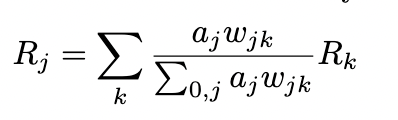 R_j = \sum_k \frac{a_j w_{jk}}{\sum_{0,j} a_j w_{jk}} R_k